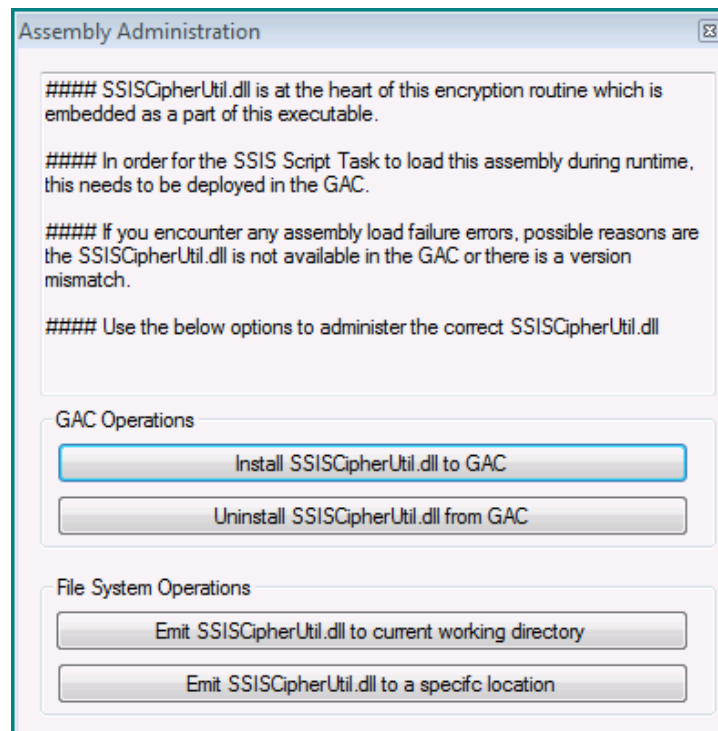 Assembly Administration
#### SSISCipherUtil.dll is at the heart of this encryption routine which is
embedded as a part of this executable.
#### In order for the SSIS Script Task to load this assembly during runtime,
this needs to be deployed in the GAC.
#### If you encounter any assembly load failure errors, possible reasons are
the SSISCipherUtil.dll is not available in the GAC or there is a version
mismatch.
#### Use the below options to administer the correct SSISCipherUtil.dll
GAC Operations
Install SSISCipherUtil.dll to GAC
Uninstall SSISCipherUtil.dll from GAC
File System Operations
Emit SSISCipherUtil.dll to current working directory
Emit SSISCipherUtil.dll to a specifc location